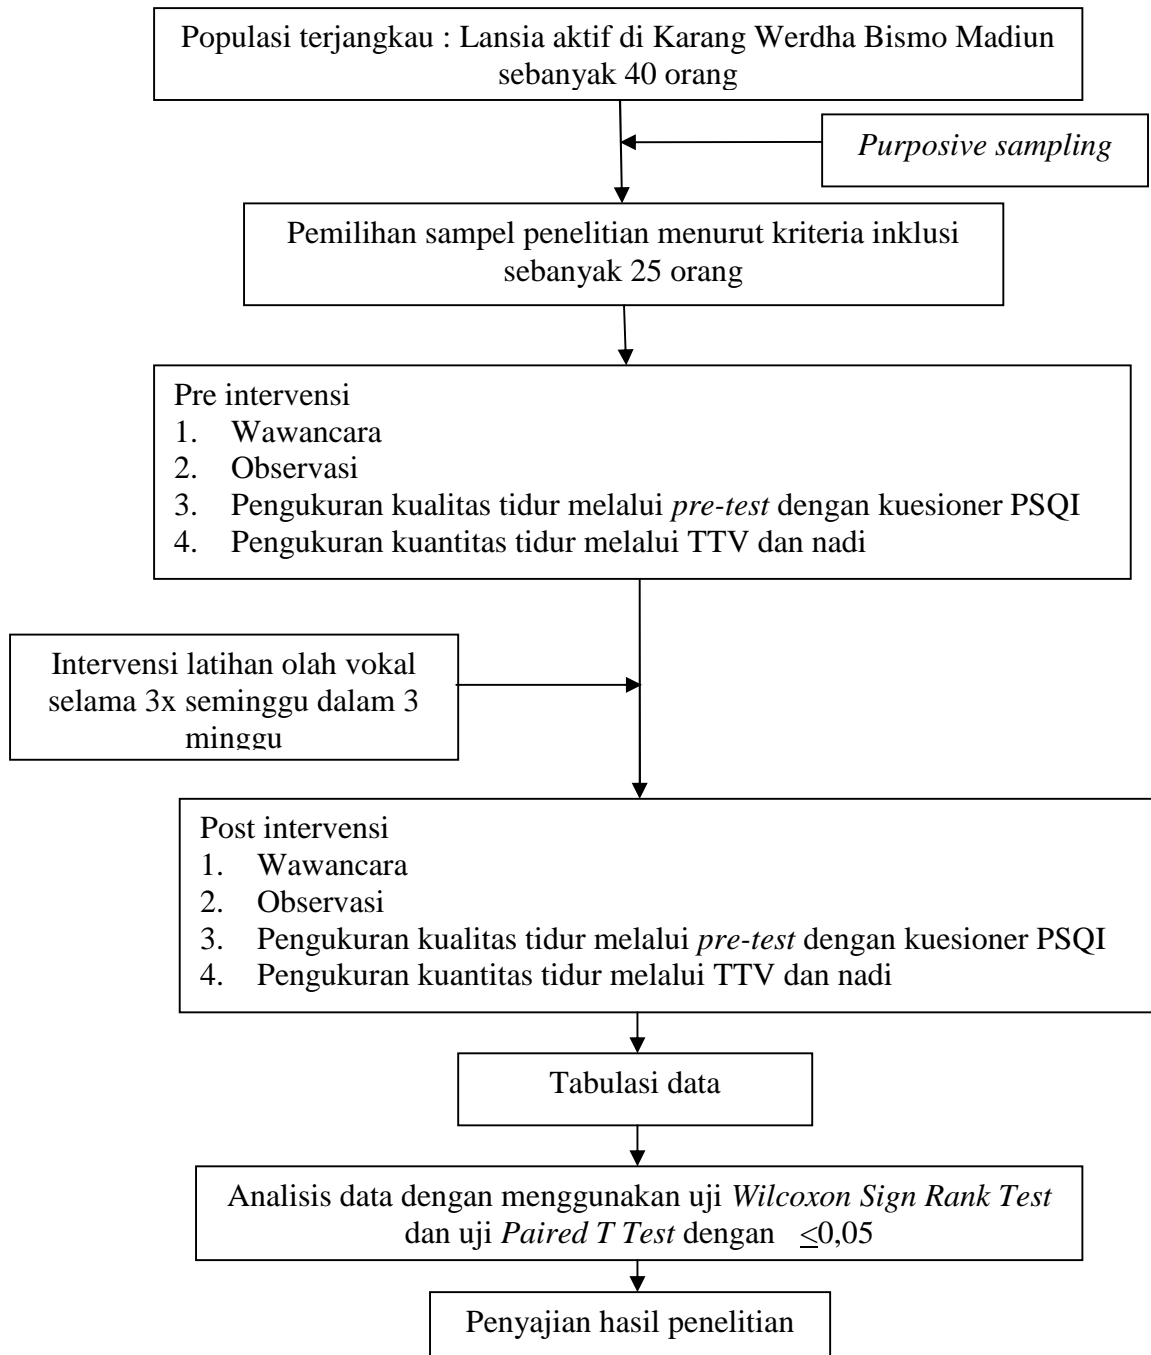 Populasi terjangkau : Lansia aktif di Karang Werdha Bismo Madiun
sebanyak 40 orang
Purposive sampling
Pemilihan sampel penelitian menurut kriteria inklusi
sebanyak 25 orang
Pre intervensi
1. Wawancara
2. Observasi
3. Pengukuran kualitas tidur melalui pre-test dengan kuesioner PSQI
4. Pengukuran kuantitas tidur melalui TTV dan nadi
Intervensi latihan olah vokal
selama 3x seminggu dalam 3
minggu
Post intervensi
1. Wawancara
2. Observasi
3. Pengukuran kualitas tidur melalui pre-test dengan kuesioner PSQI
4. Pengukuran kuantitas tidur melalui TTV dan nadi
Tabulasi data
Analisis data dengan menggunakan uji Wilcoxon Sign Rank Test
dan uji Paired T Test dengan ≤0,05
Penyajian hasil penelitian